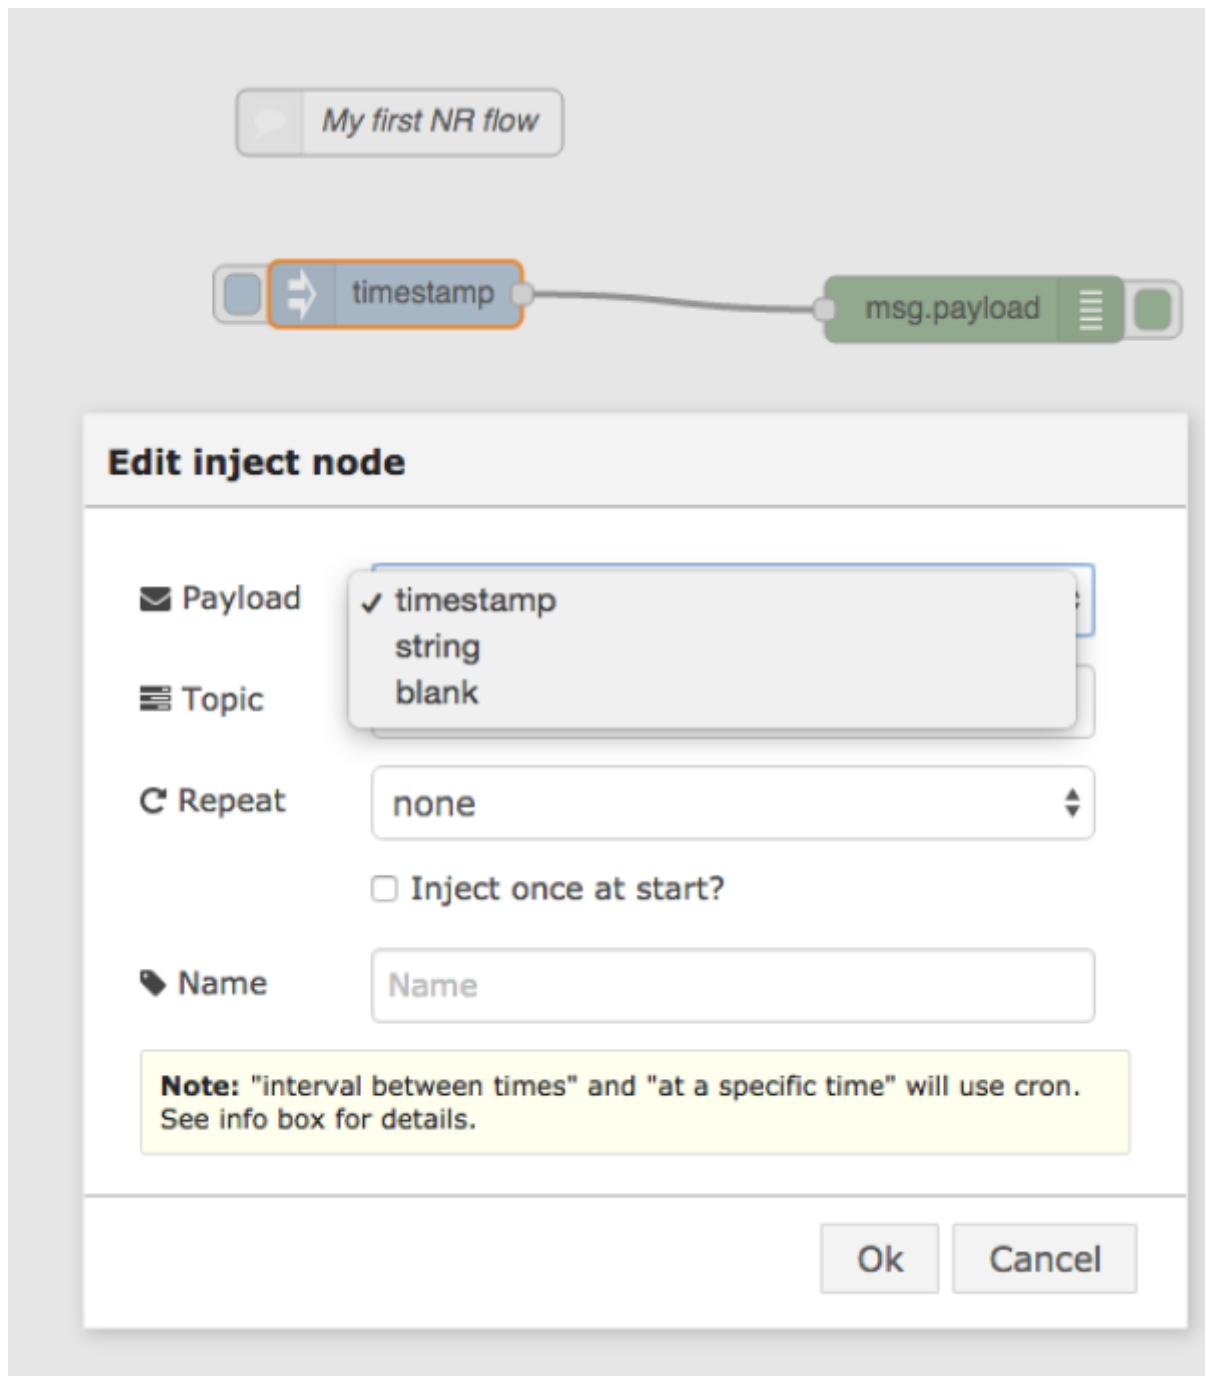 My first NR flow
timestamp
msg.payload
Edit inject node
Payload
timestamp
string
blank
Topic
Repeat
none
Inject once at start?
Name
Name
Note: "interval between times" and "at a specific time" will use cron.
See info box for details.
Ok
Cancel